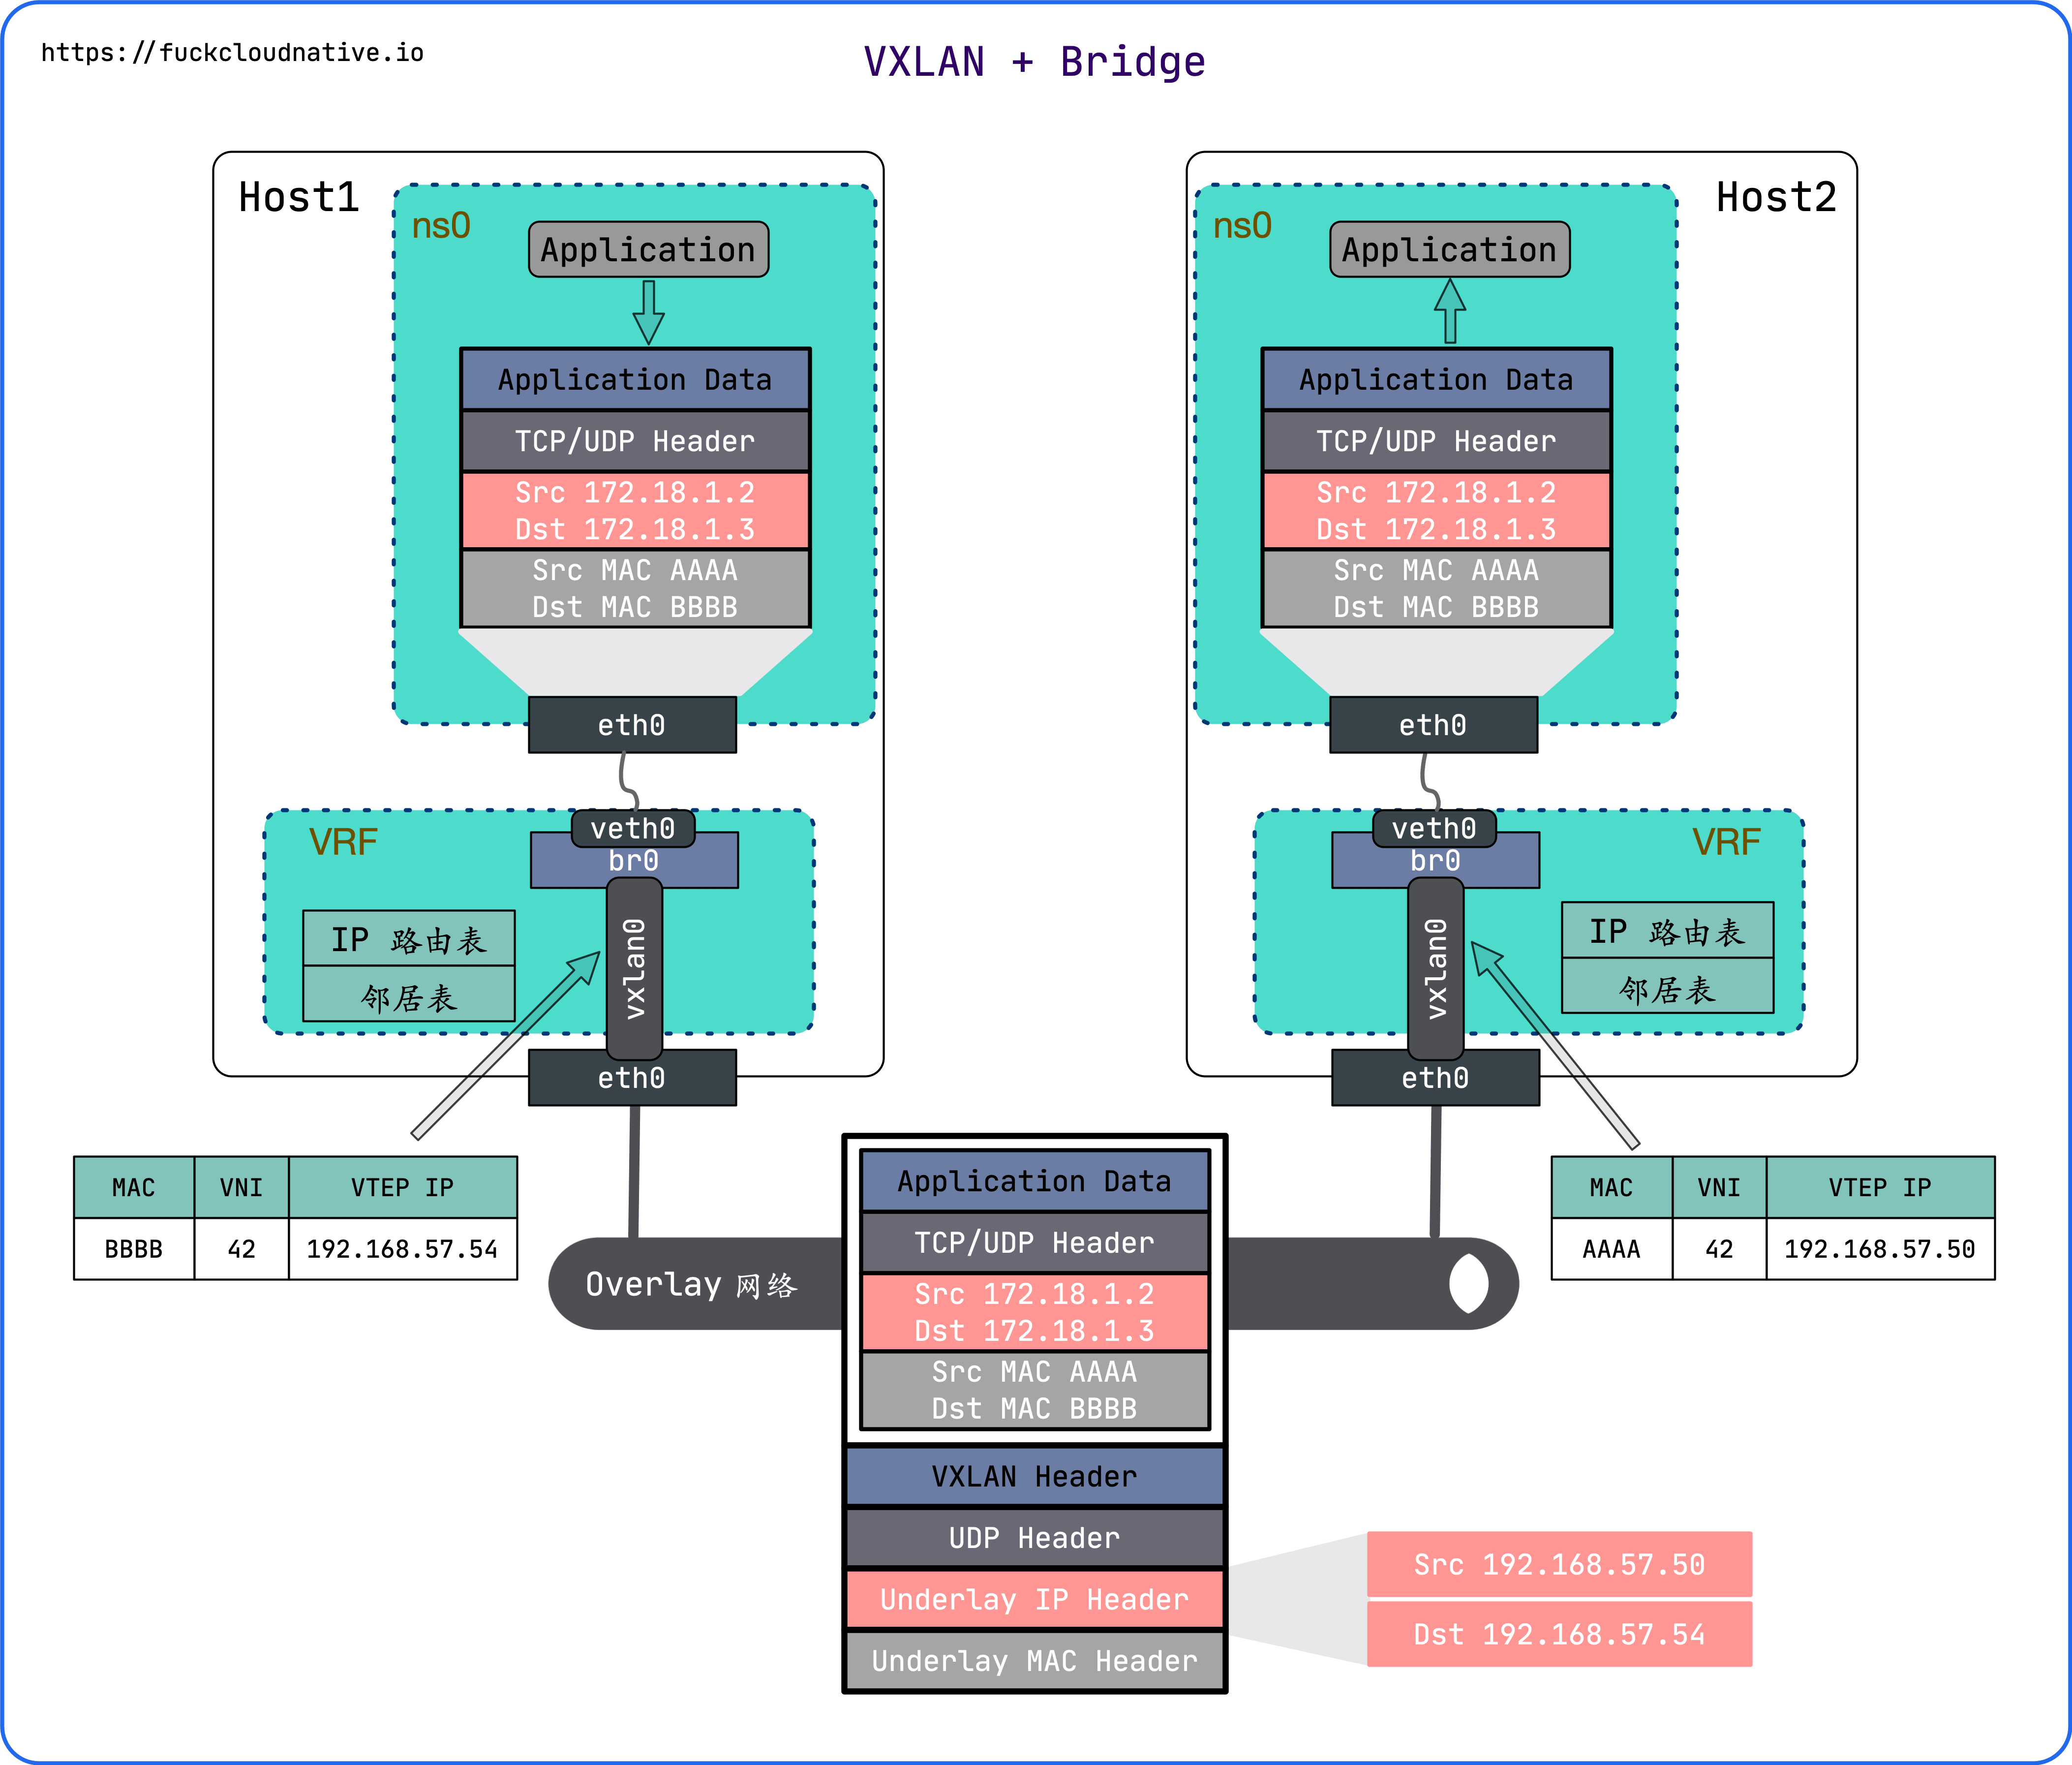 https://fuckcloudnative.io
VXLAN + Bridge
Host1
ns0
Application
Application Data
TCP/UDP Header
Src 172.18.1.2
Dst 172.18.1.3
Src MAC AAAA
Dst MAC BBBB
eth0
veth0
br0
VRF
IP 路由表
邻居表
vxlan0
eth0
MAC VNI VTEP IP
BBBB 42 192.168.57.54
Host2
ns0
Application
Application Data
TCP/UDP Header
Src 172.18.1.2
Dst 172.18.1.3
Src MAC AAAA
Dst MAC BBBB
eth0
veth0
br0
VRF
IP 路由表
邻居表
vxlan0
eth0
MAC VNI VTEP IP
AAAA 42 192.168.57.50
Overlay 网络
Application Data
TCP/UDP Header
Src 172.18.1.2
Dst 172.18.1.3
Src MAC AAAA
Dst MAC BBBB
VXLAN Header
UDP Header
Underlay IP Header
Underlay MAC Header
Src 192.168.57.50
Dst 192.168.57.54